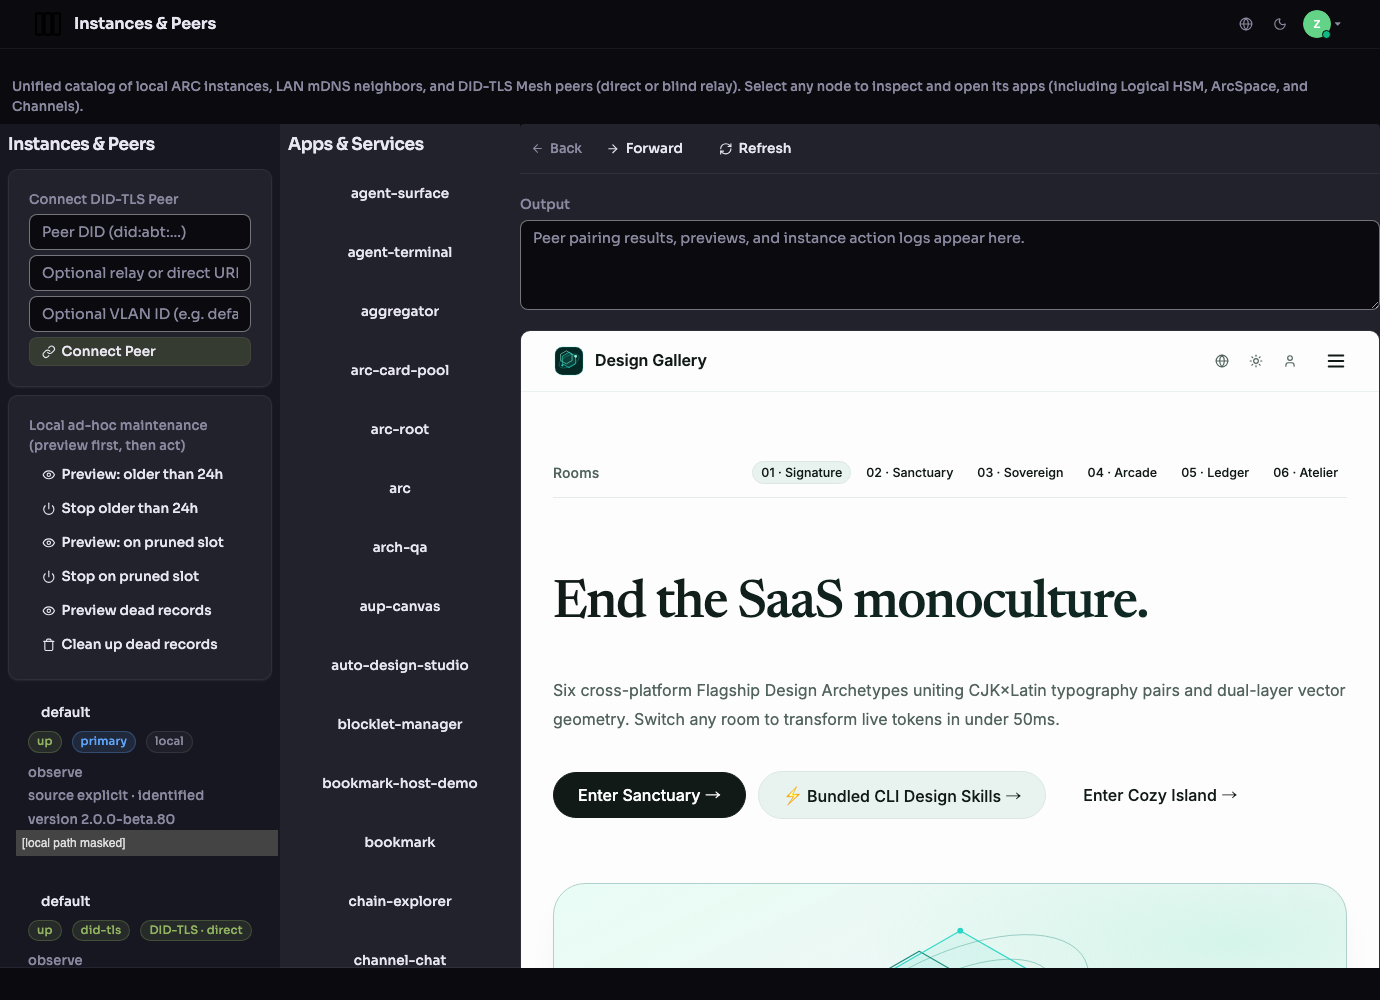 Instances & Peers
Z
Unified catalog of local ARC instances, LAN mDNS neighbors, and DID-TLS Mesh peers (direct or blind relay). Select any node to inspect and open its apps (including Logical HSM, ArcSpace, and
Channels).
Instances & Peers
Connect DID-TLS Peer
Peer DID (did:abt:...)
Optional relay or direct URI
Optional VLAN ID (e.g. defa
Connect Peer
Local ad-hoc maintenance
(preview first, then act)
Preview: older than 24h
Stop older than 24h
Preview: on pruned slot
Stop on pruned slot
Preview dead records
Clean up dead records
default
up primary local
observe
source explicit · identified
version 2.0.0-beta.80
[local path masked]
default
up did-tls DID-TLS · direct
observe
Apps & Services
agent-surface
agent-terminal
aggregator
arc-card-pool
arc-root
arc
arch-qa
aup-canvas
auto-design-studio
blocklet-manager
bookmark-host-demo
bookmark
chain-explorer
channel-chat
← Back → Forward Refresh
Output
Peer pairing results, previews, and instance action logs appear here.
Design Gallery
Rooms 01 · Signature 02 · Sanctuary 03 · Sovereign 04 · Arcade 05 · Ledger 06 · Atelier
End the SaaS monoculture.
Six cross-platform Flagship Design Archetypes uniting CJK×Latin typography pairs and dual-layer vector
geometry. Switch any room to transform live tokens in under 50ms.
Enter Sanctuary → ⚡ Bundled CLI Design Skills → Enter Cozy Island →